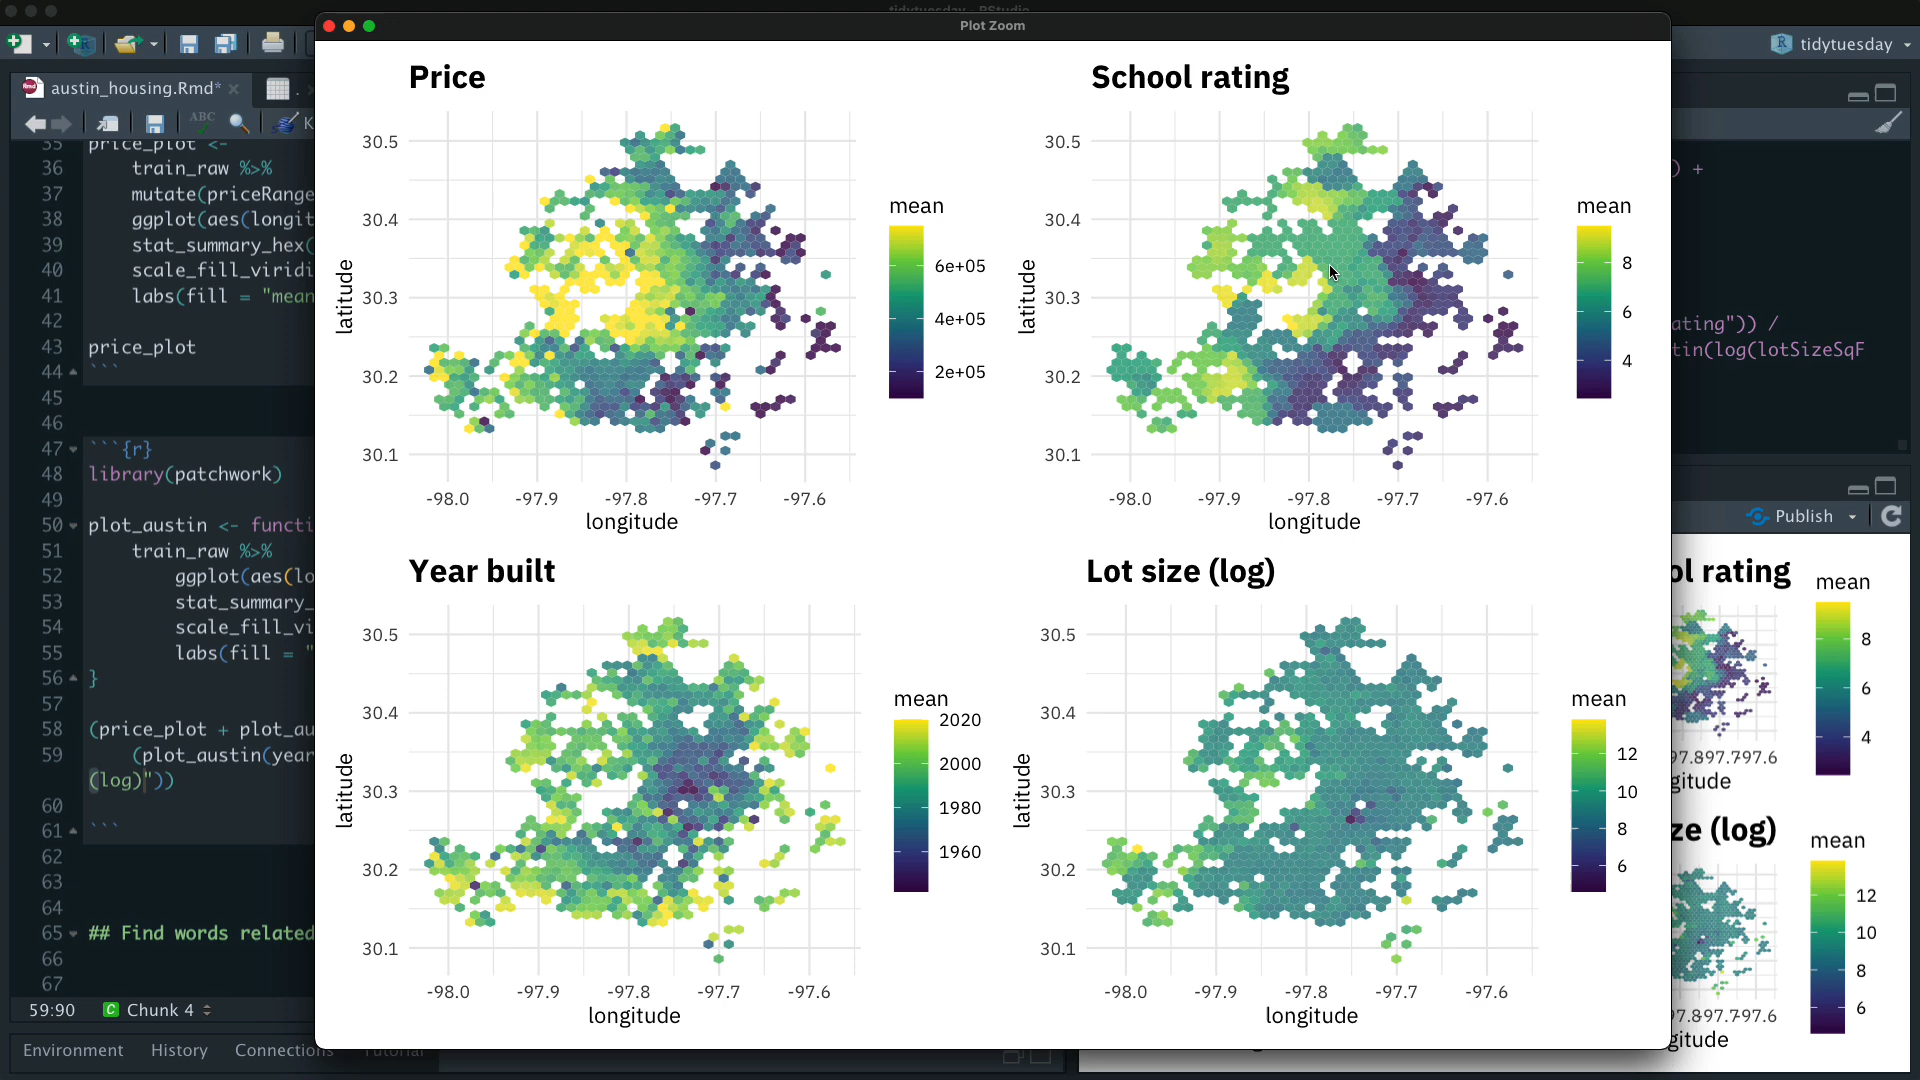 Plot Zoom
tidytuesday
austin_housing.Rmd*
ABC
K
35 price_plot <-
36 train_raw %>%
37 mutate(priceRange
38 ggplot(aes(longit
39 stat_summary_hex(
40 scale_fill_viridi
41 labs(fill = "mean
42
43 price_plot
44 ```
45
46
47 ```{r}
48 library(patchwork)
49
50 plot_austin <- functi
51 train_raw %>%
52 ggplot(aes(lo
53 stat_summary_
54 scale_fill_vi
55 labs(fill = "
56 }
57
58 (price_plot + plot_au
59 (plot_austin(year
(log)"))
60
61 ```
62
63
64
65 ## Find words related
66
67
59:90 Chunk 4
Environment History Connections Tutorial
Price
30.5
30.4
30.3
30.2
30.1
latitude
-98.0 -97.9 -97.8 -97.7 -97.6
longitude
mean
6e+05
4e+05
2e+05
School rating
30.5
30.4
30.3
30.2
30.1
latitude
-98.0 -97.9 -97.8 -97.7 -97.6
longitude
mean
8
6
4
Year built
30.5
30.4
30.3
30.2
30.1
latitude
-98.0 -97.9 -97.8 -97.7 -97.6
longitude
mean
2020
2000
1980
1960
Lot size (log)
30.5
30.4
30.3
30.2
30.1
latitude
-98.0 -97.9 -97.8 -97.7 -97.6
longitude
mean
12
10
8
6
) +
ating")) /
tin(log(lotSizeSqF
Publish
ol rating
mean
8
6
4
97.897.797.6
gitude
ze (log)
mean
12
10
8
6
97.897.797.6
gitude